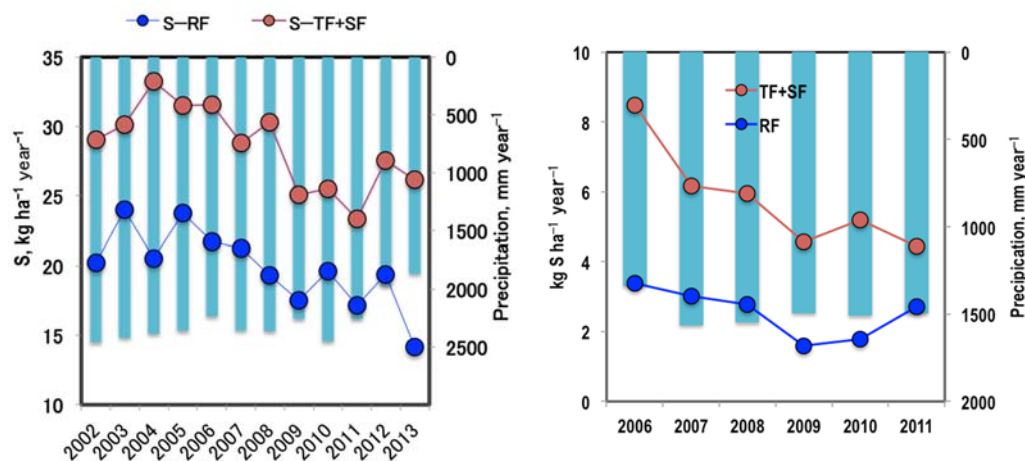 S−RF S−TF+SF
35
30
25
20
15
10
S, kg ha⁻¹ year⁻¹
0
500
1000
1500
2000
2500
Precipitation, mm year⁻¹
2002 2003 2004 2005 2006 2007 2008 2009 2010 2011 2012 2013
10
8
6
4
2
0
kg S ha⁻¹ year⁻¹
TF+SF
RF
0
500
1000
1500
2000
Precipitation, mm year⁻¹
2006 2007 2008 2009 2010 2011